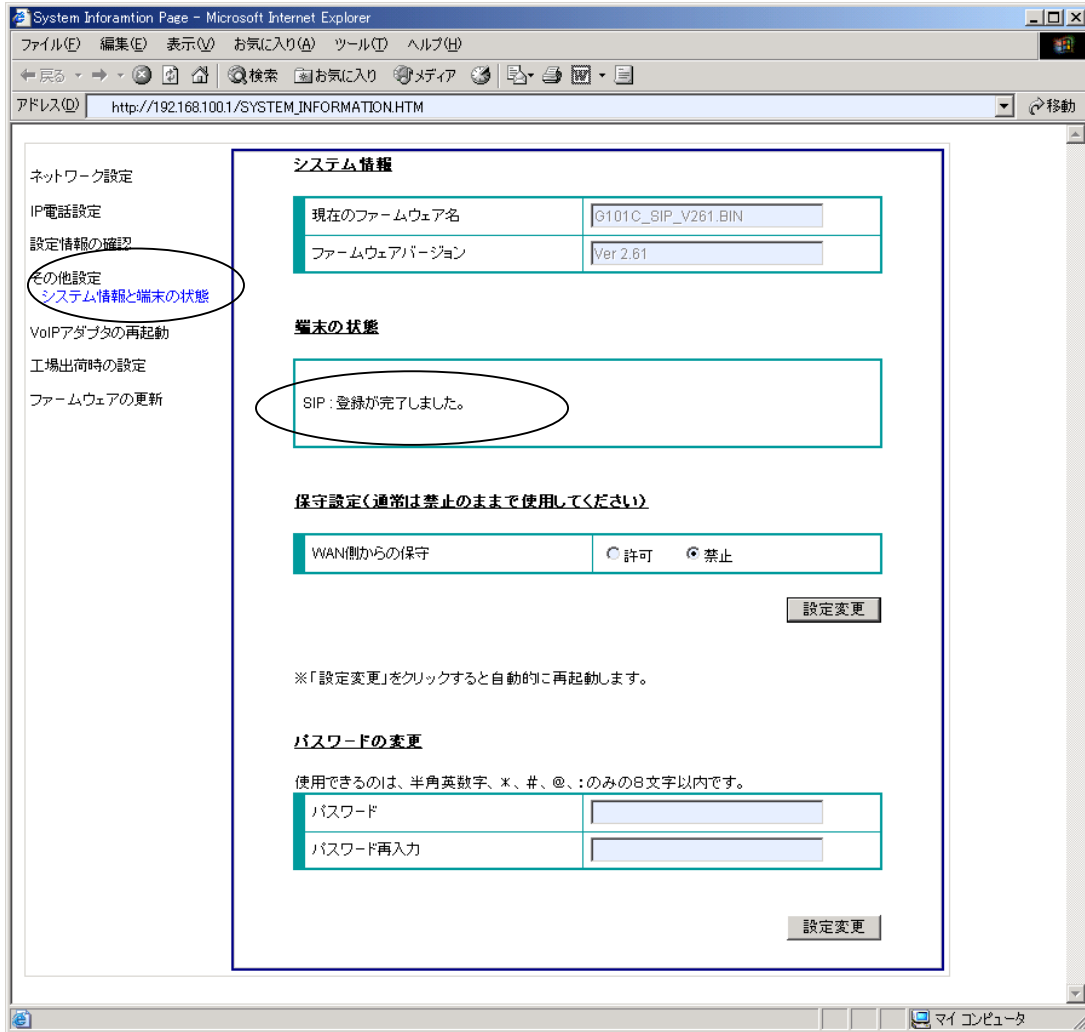 System Inforamtion Page - Microsoft Internet Explorer
ファイル(F) 編集(E) 表示(V) お気に入り(A) ツール(T) ヘルプ(H)
戻る 検索 お気に入り メディア
アドレス(D) http://192.168.100.1/SYSTEM_INFORMATION.HTM 移動
ネットワーク設定
IP電話設定
設定情報の確認
その他設定
システム情報と端末の状態
VoIPアダプタの再起動
工場出荷時の設定
ファームウェアの更新
システム情報
現在のファームウェア名 G101C_SIP_V261.BIN
ファームウェアバージョン Ver 2.61
端末の状態
SIP : 登録が完了しました。
保守設定(通常は禁止のままで使用してください)
WAN側からの保守 許可 禁止
設定変更
※「設定変更」をクリックすると自動的に再起動します。
パスワードの変更
使用できるのは、半角英数字、*、#、@、:のみの8文字以内です。
パスワード
パスワード再入力
設定変更
マイ コンピュータ